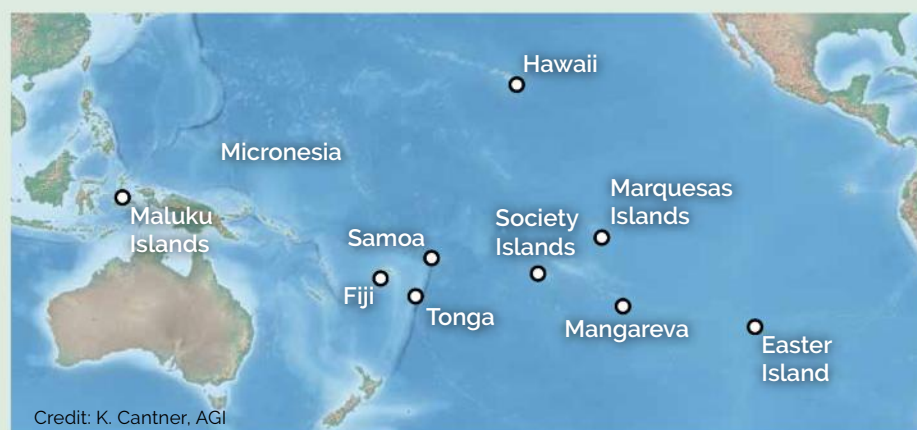 Hawaii
Micronesia
Marquesas
Islands
Maluku
Islands
Society
Islands
Samoa
Fiji
Tonga
Mangareva
Easter
Island
Credit: K. Cantner, AGI